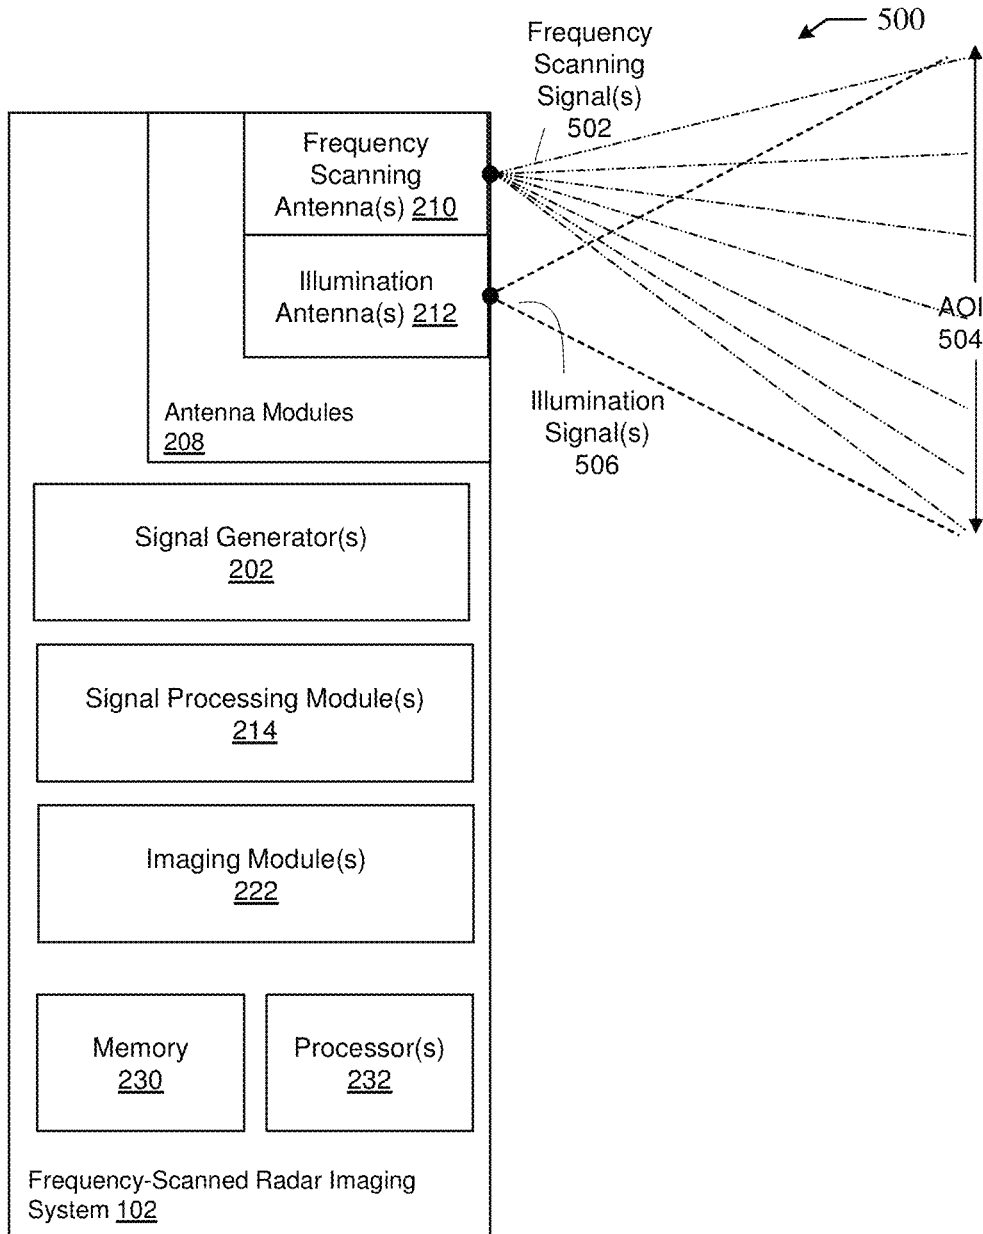 500
Frequency
Scanning
Signal(s)
502
Frequency
Scanning
Antenna(s) 210
Illumination
Antenna(s) 212
AOI
504
Illumination
Signal(s)
506
Antenna Modules
208
Signal Generator(s)
202
Signal Processing Module(s)
214
Imaging Module(s)
222
Memory
230
Processor(s)
232
Frequency-Scanned Radar Imaging
System 102